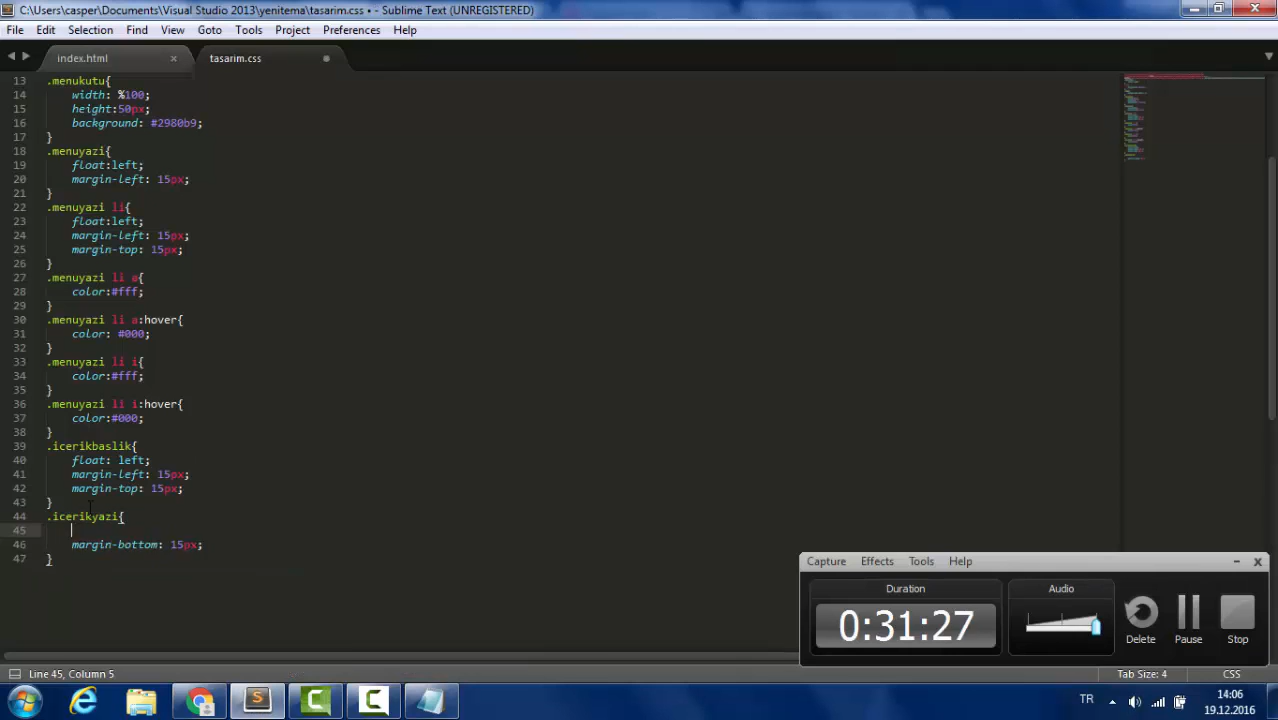 C:\Users\casper\Documents\Visual Studio 2013\yenitema\tasarim.css • - Sublime Text (UNREGISTERED)
File Edit Selection Find View Goto Tools Project Preferences Help
index.html × tasarim.css
13 .menukutu{
14 width: %100;
15 height:50px;
16 background: #2980b9;
17 }
18 .menuyazi{
19 float:left;
20 margin-left: 15px;
21 }
22 .menuyazi li{
23 float:left;
24 margin-left: 15px;
25 margin-top: 15px;
26 }
27 .menuyazi li a{
28 color:#fff;
29 }
30 .menuyazi li a:hover{
31 color: #000;
32 }
33 .menuyazi li i{
34 color:#fff;
35 }
36 .menuyazi li i:hover{
37 color:#000;
38 }
39 .icerikbaslik{
40 float: left;
41 margin-left: 15px;
42 margin-top: 15px;
43 }
44 .icerikyazi{
45
46 margin-bottom: 15px;
47 }
Capture Effects Tools Help
Duration Audio
0:31:27
Delete Pause Stop
Line 45, Column 5 Tab Size: 4 CSS
TR 14:06
19.12.2016